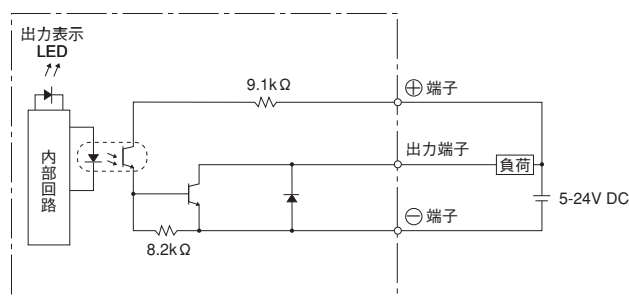 出力表示
LED
9.1kΩ
⊕端子
内部回路
出力端子
負荷
5-24V DC
⊖端子
8.2kΩ